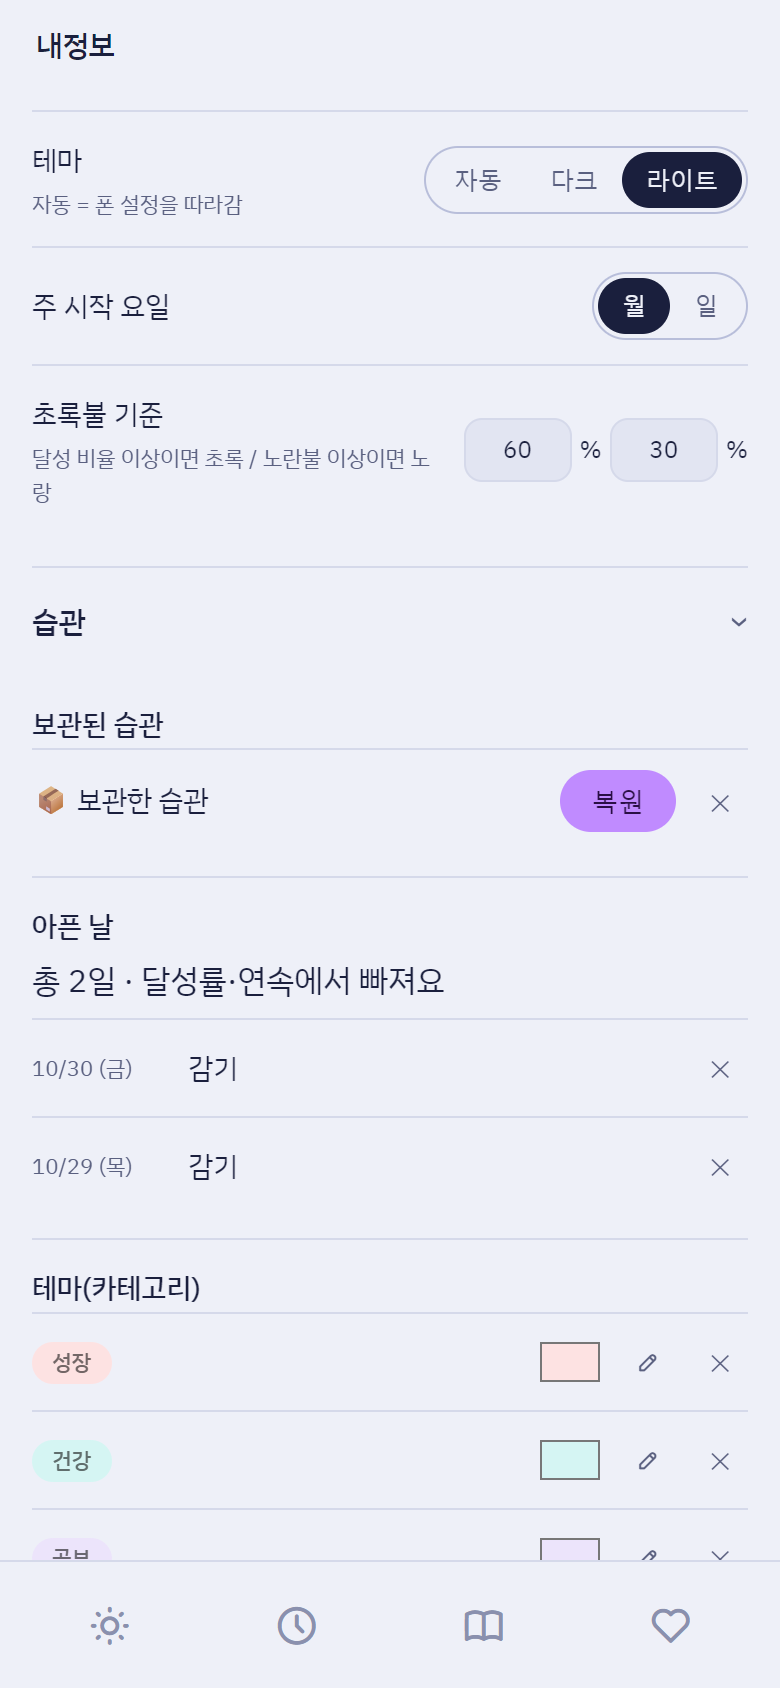 내정보
테마
자동 = 폰 설정을 따라감
자동 다크 라이트
주 시작 요일
월 일
초록불 기준
달성 비율 이상이면 초록 / 노란불 이상이면 노
랑
60 % 30 %
습관
보관된 습관
보관한 습관
복원
아픈 날
총 2일 · 달성률·연속에서 빠져요
10/30 (금) 감기
10/29 (목) 감기
테마(카테고리)
성장
건강